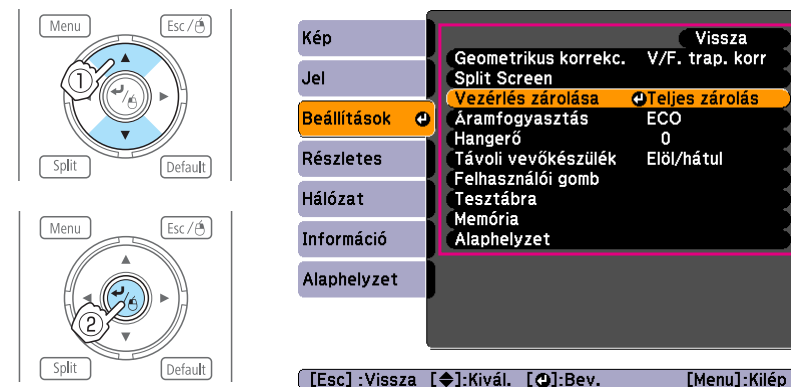 Menu Esc/
1
Split Default
Menu Esc/
2
Split Default
Kép
Jel
Beállítások
Részletes
Hálózat
Információ
Alaphelyzet
Vissza
Geometrikus korrekc. V/F. trap. korr
Split Screen
Vezérlés zárolása Teljes zárolás
Áramfogyasztás ECO
Hangerő 0
Távoli vevőkészülék Elöl/hátul
Felhasználói gomb
Tesztábra
Memória
Alaphelyzet
[Esc] :Vissza [◆]:Kivál. [⏎]:Bev. [Menu]:Kilép